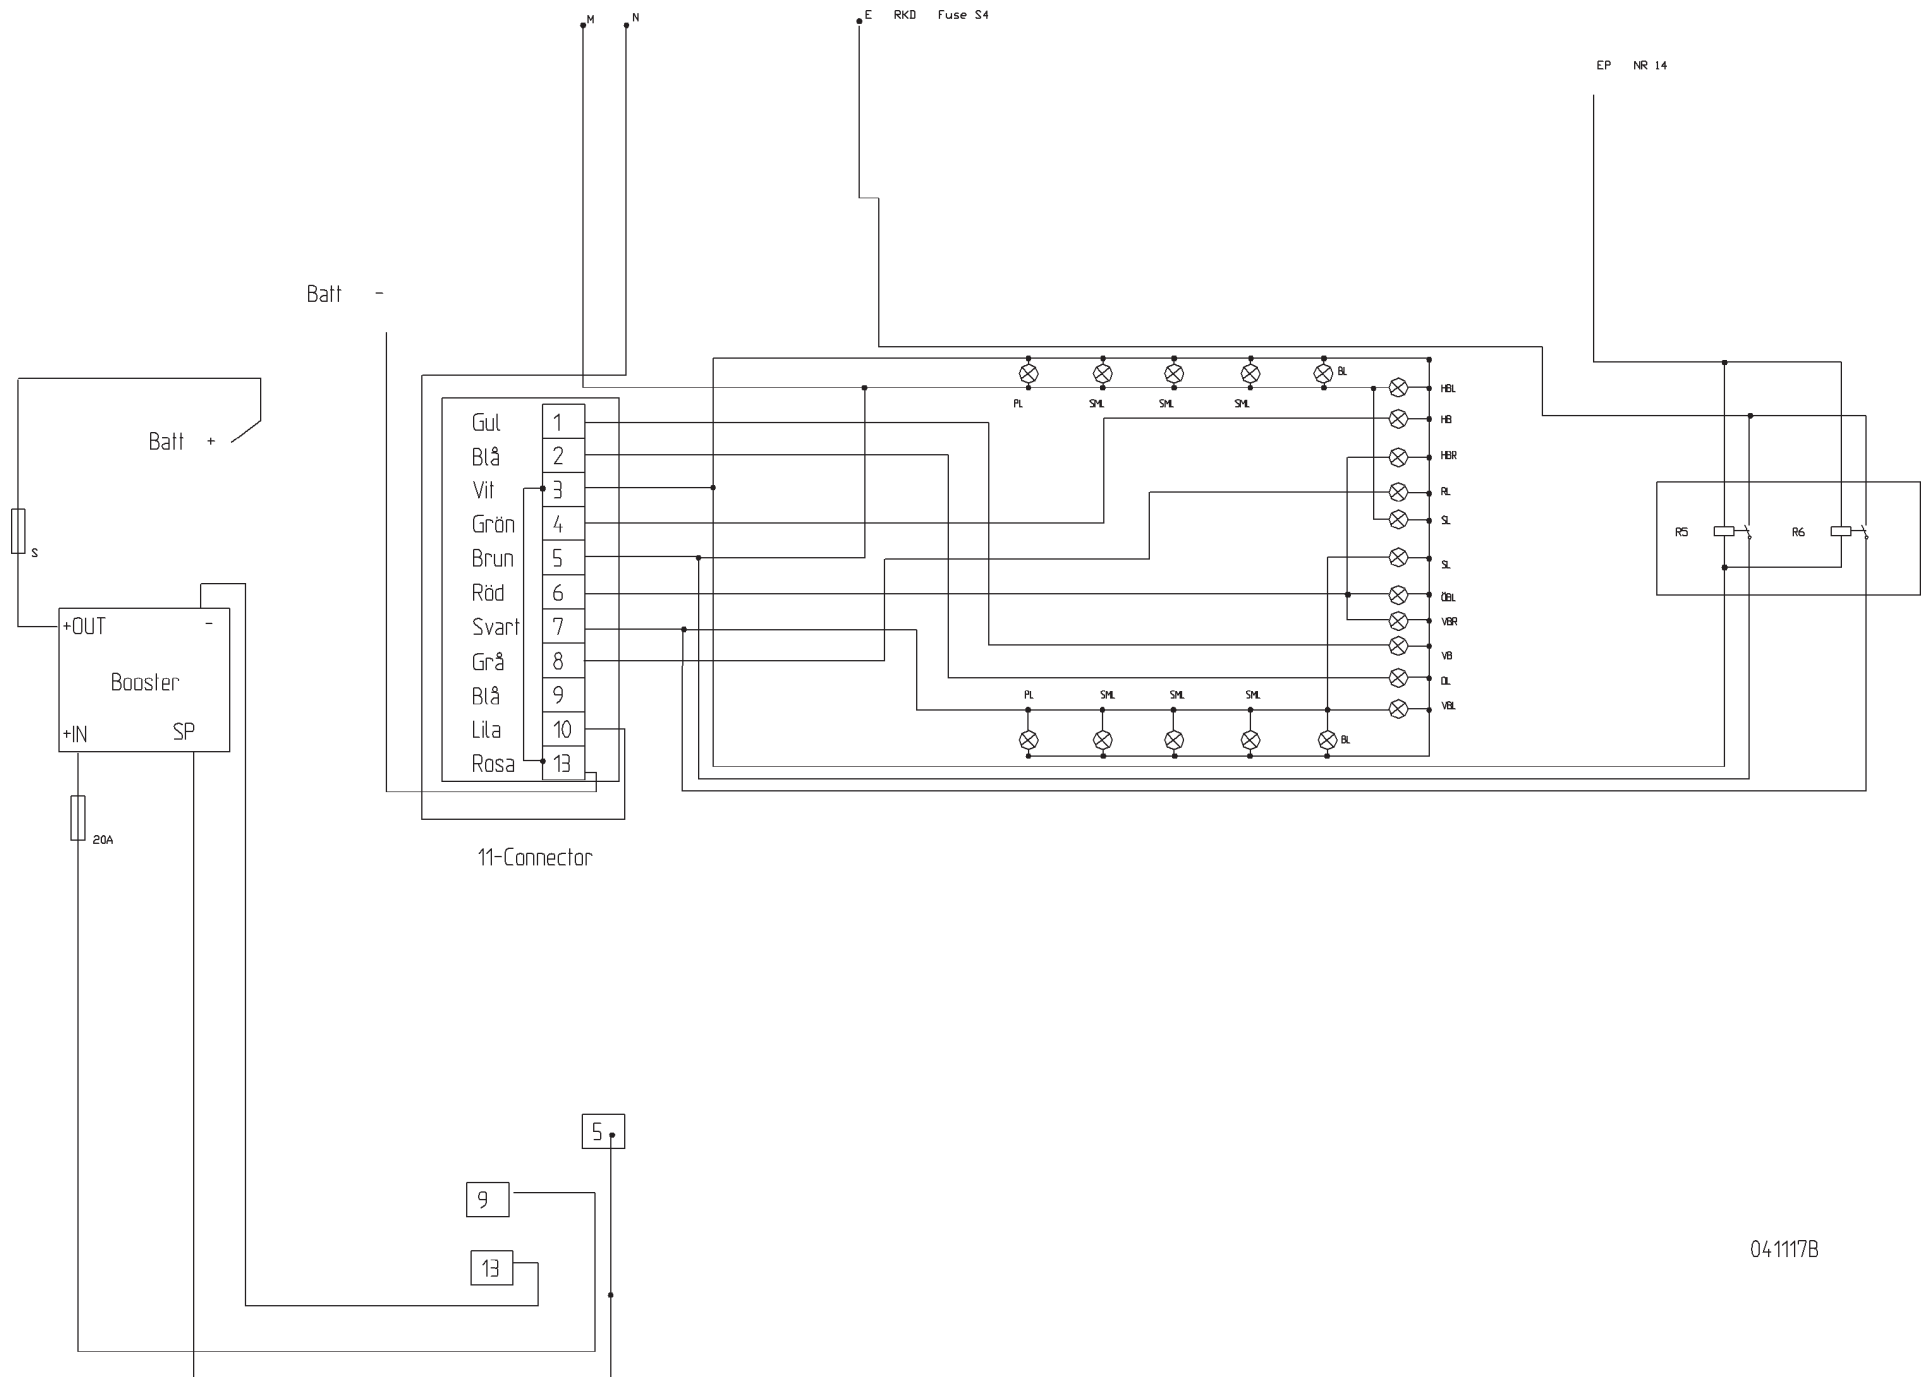 M N
E RKD Fuse S4
EP NR 14
Batt -
Batt +
S
+OUT -
Booster
+IN SP
20A
Gul 1
Blå 2
Vit 3
Grön 4
Brun 5
Röd 6
Svart 7
Grå 8
Blå 9
Lila 10
Rosa 13
11-Connector
BL
PL SML SML SML
HBL
HB
HBR
RL
SL
SL
ÖBL
VBR
VB
DL
VBL
PL SML SML SML
BL
R5 R6
5
9
13
041117B